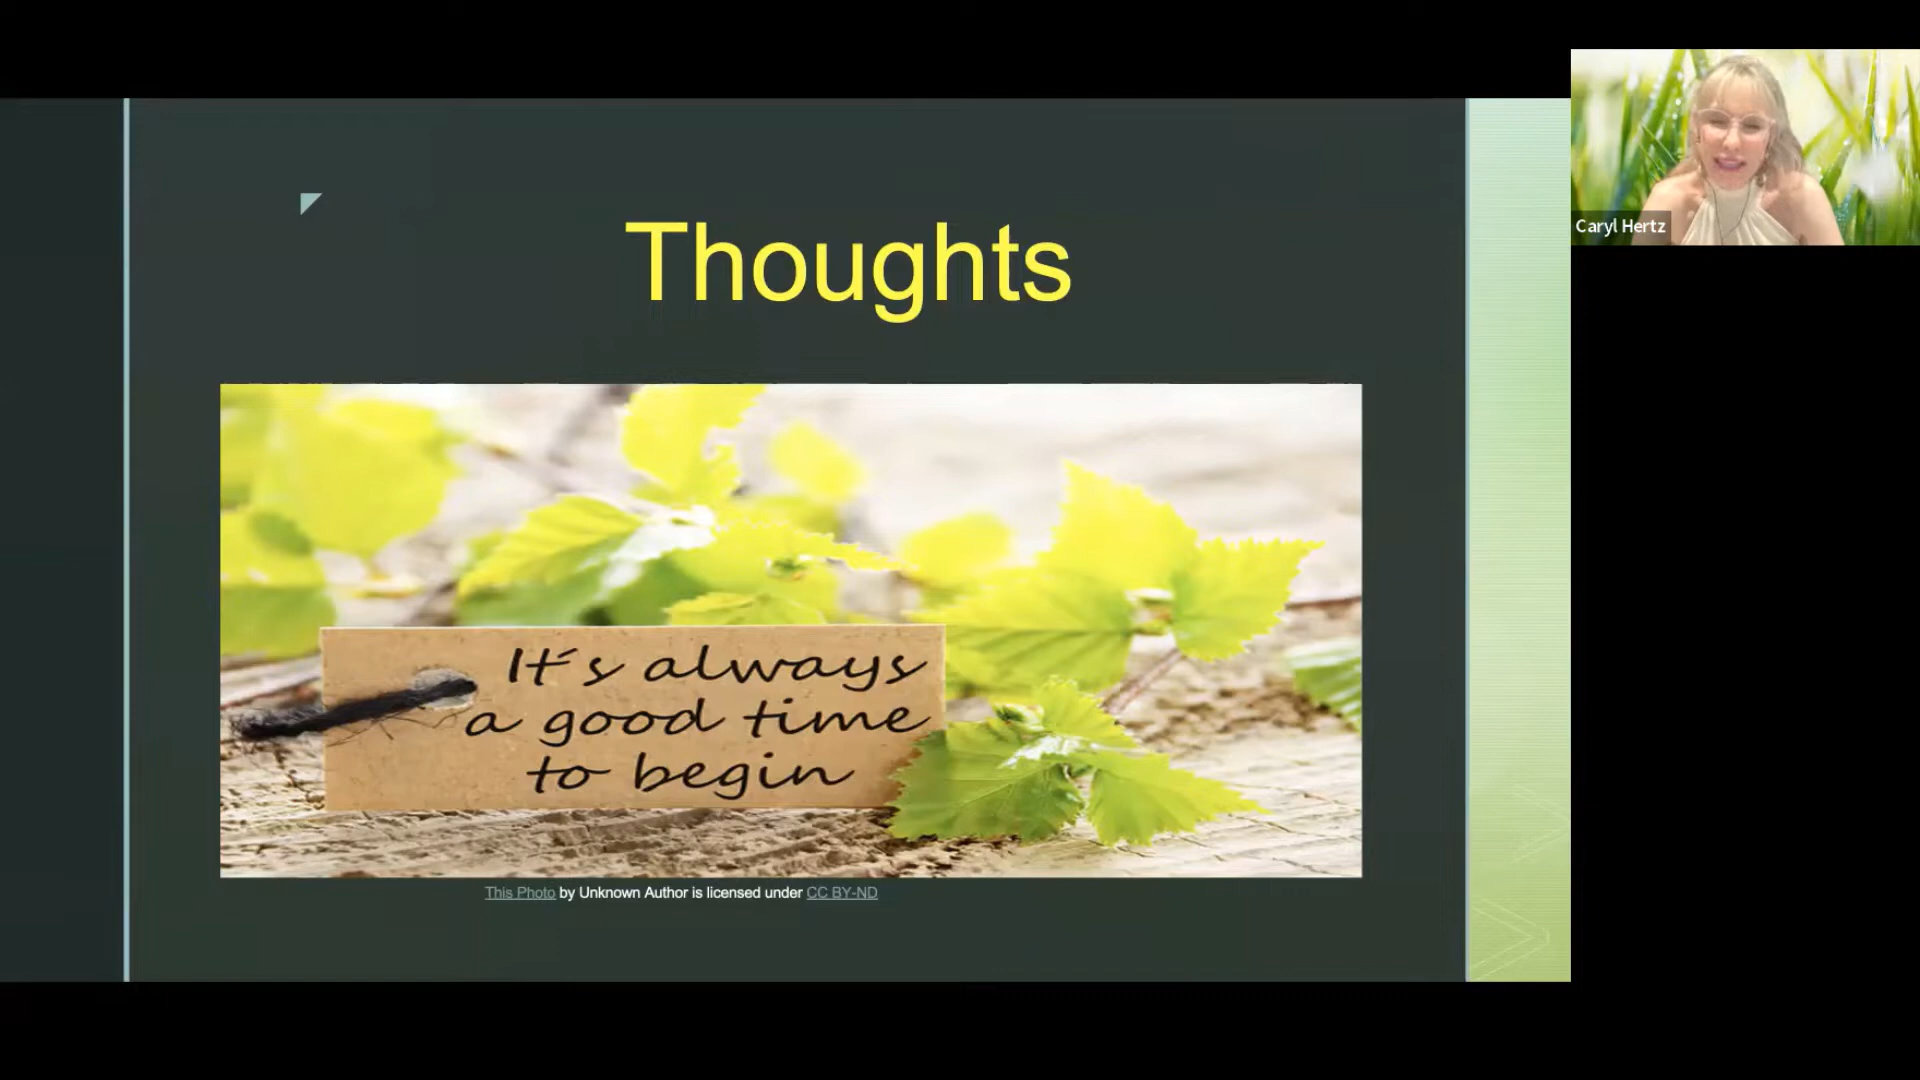 Thoughts
It's always
a good time
to begin
This Photo by Unknown Author is licensed under CC BY-ND
Caryl Hertz